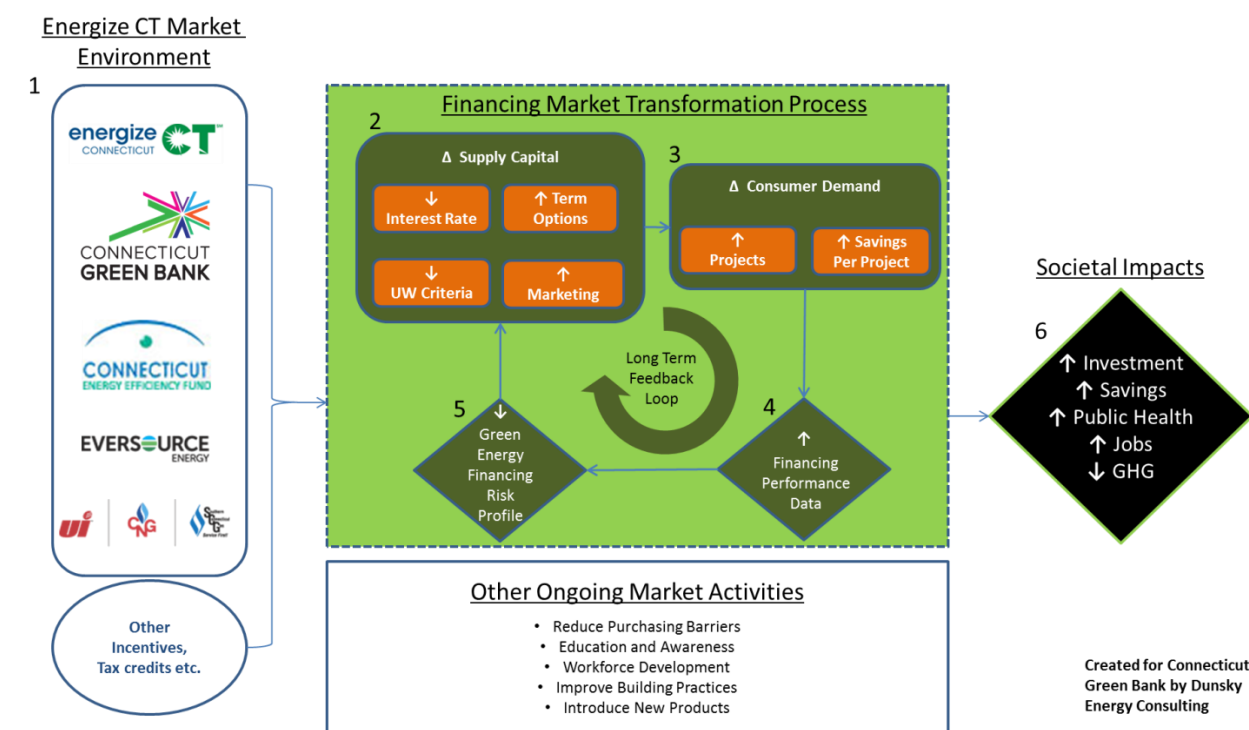 Energize CT Market
Environment
1
energize
CONNECTICUT
CT
CONNECTICUT
GREEN BANK
CONNECTICUT
ENERGY EFFICIENCY FUND
EVERSOURCE
ENERGY
ui
CNG
Other
Incentives,
Tax credits etc.
Financing Market Transformation Process
2
Δ Supply Capital
↓
Interest Rate
↑ Term
Options
↓
UW Criteria
↑
Marketing
3
Δ Consumer Demand
↑
Projects
↑ Savings
Per Project
Long Term
Feedback
Loop
4
↑
Financing
Performance
Data
5
↓
Green
Energy
Financing
Risk
Profile
Other Ongoing Market Activities
• Reduce Purchasing Barriers
• Education and Awareness
• Workforce Development
• Improve Building Practices
• Introduce New Products
Societal Impacts
6
↑ Investment
↑ Savings
↑ Public Health
↑ Jobs
↓ GHG
Created for Connecticut
Green Bank by Dunsky
Energy Consulting